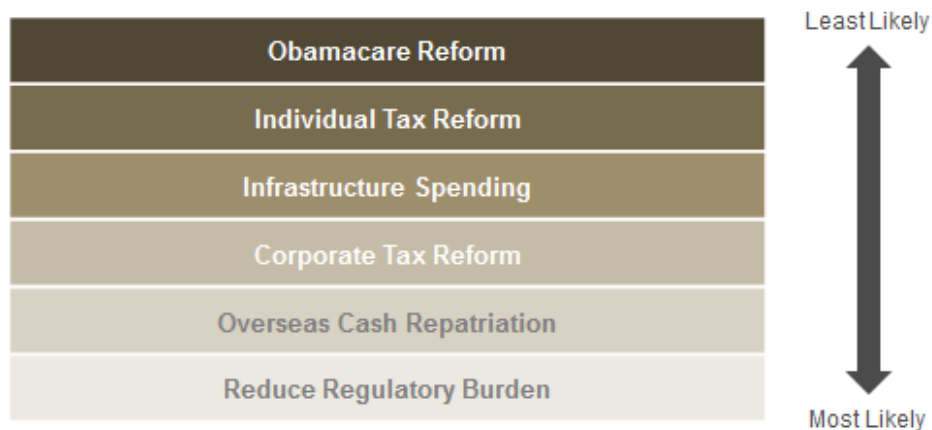 Least Likely
Obamacare Reform
Individual Tax Reform
Infrastructure Spending
Corporate Tax Reform
Overseas Cash Repatriation
Reduce Regulatory Burden
Most Likely